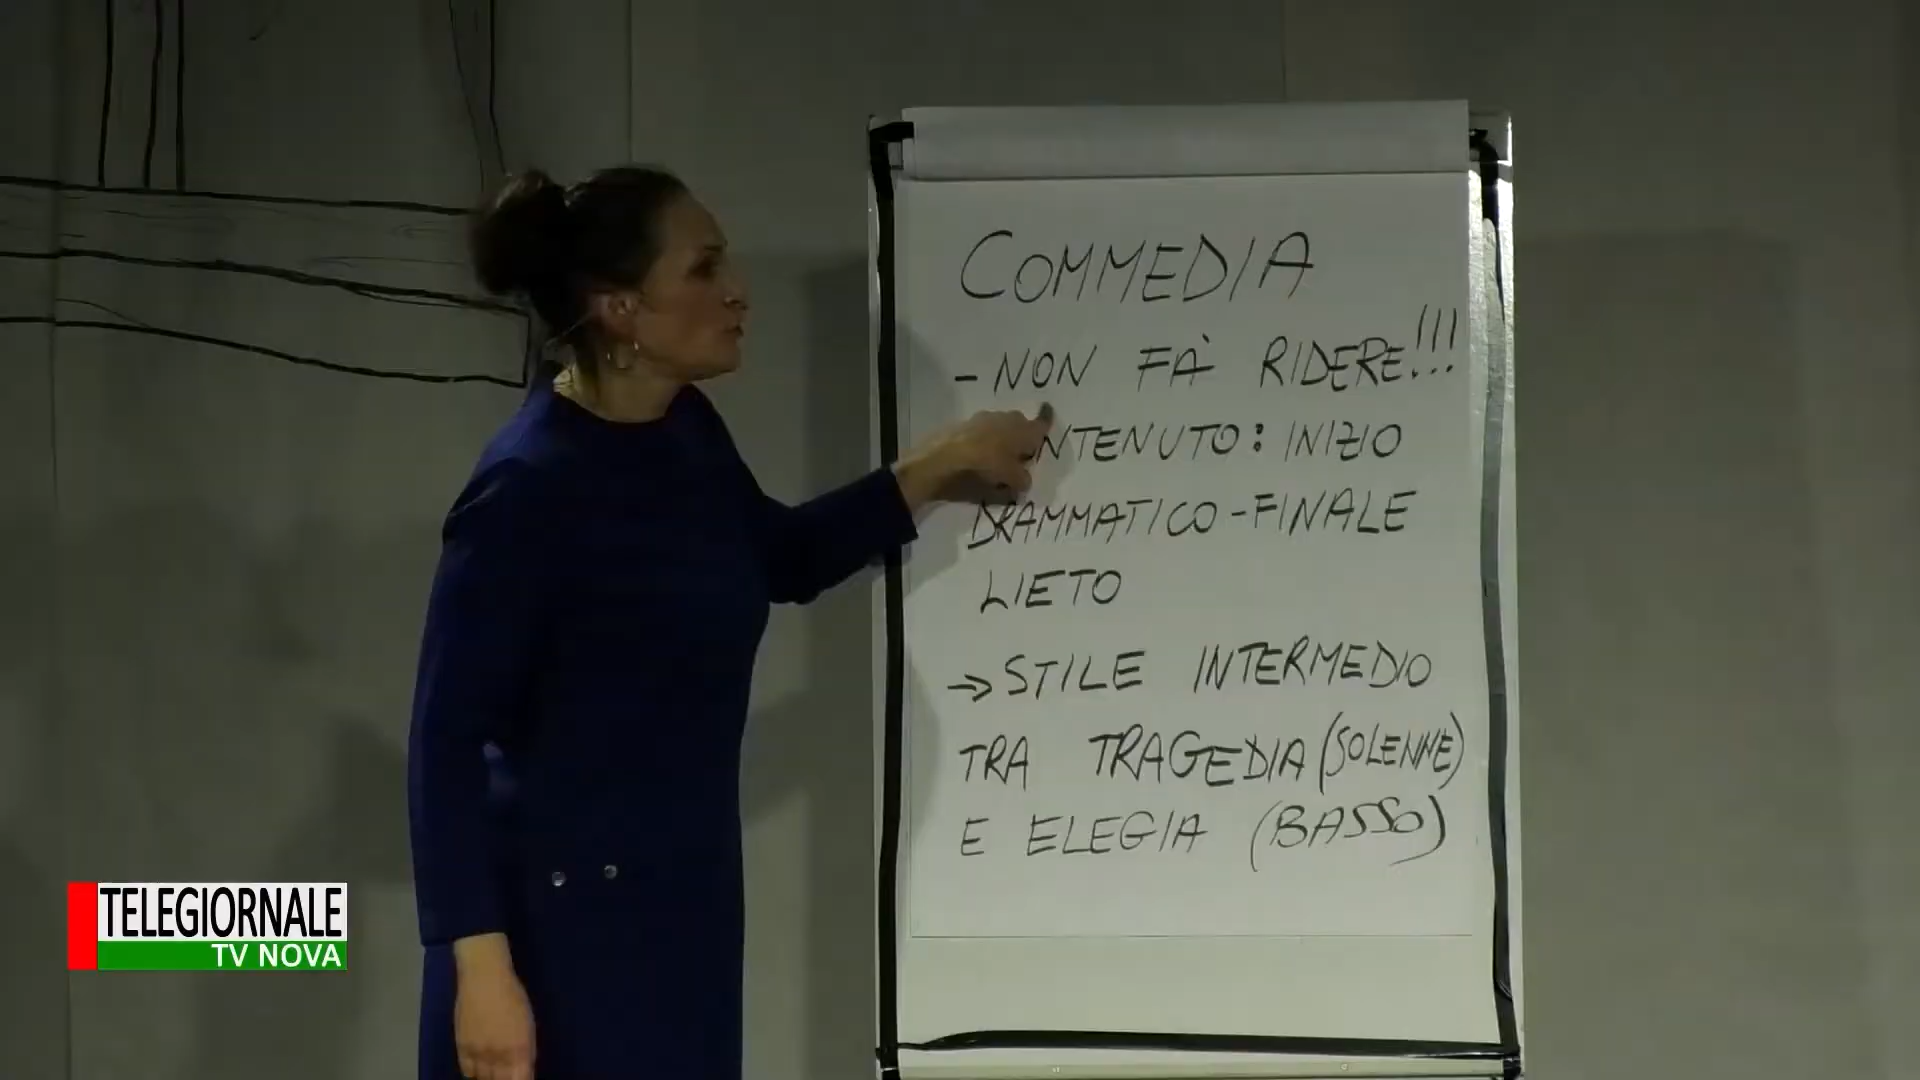 COMMEDIA
- NON FÀ RIDERE!!!
NTENUTO: INIZIO
DRAMMATICO - FINALE
LIETO
→ STILE INTERMEDIO
TRA TRAGEDIA (SOLENNE)
E ELEGIA (BASSO)
TELEGIORNALE
TV NOVA